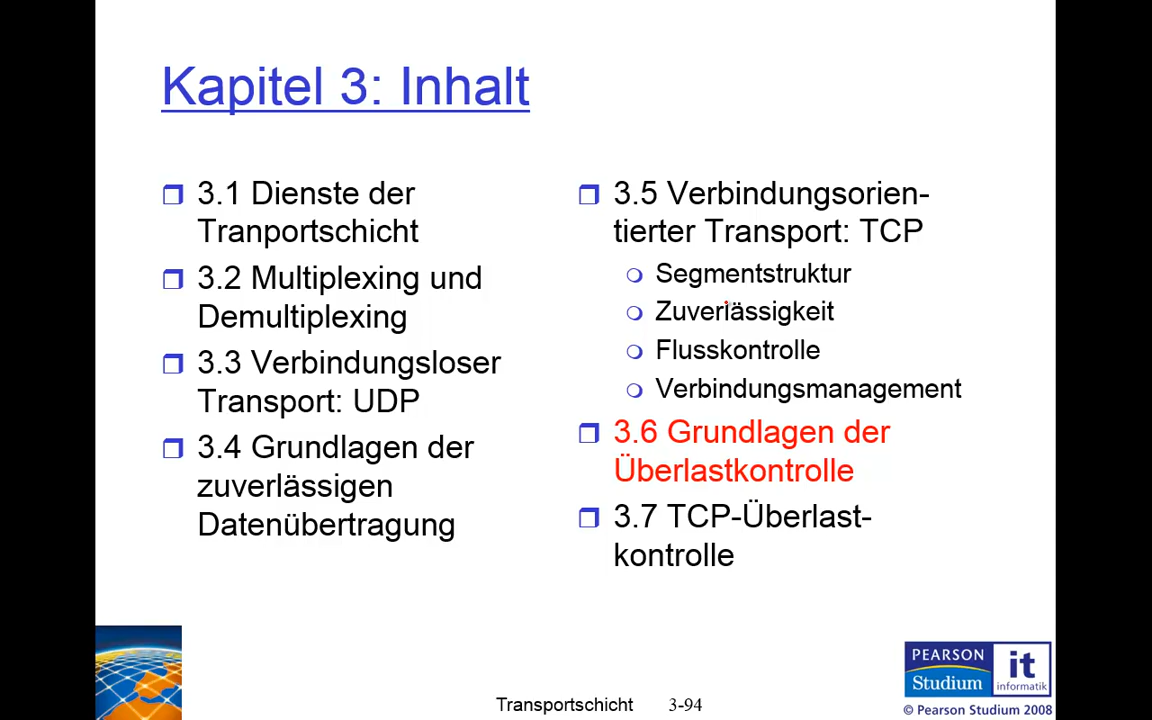 Kapitel 3: Inhalt
3.1 Dienste der
Tranportschicht
3.2 Multiplexing und
Demultiplexing
3.3 Verbindungsloser
Transport: UDP
3.4 Grundlagen der
zuverlässigen
Datenübertragung
3.5 Verbindungsorien-
tierter Transport: TCP
Segmentstruktur
Zuverlässigkeit
Flusskontrolle
Verbindungsmanagement
3.6 Grundlagen der
Überlastkontrolle
3.7 TCP-Überlast-
kontrolle
PEARSON
Studium
it
informatik
Transportschicht 3-94
© Pearson Studium 2008